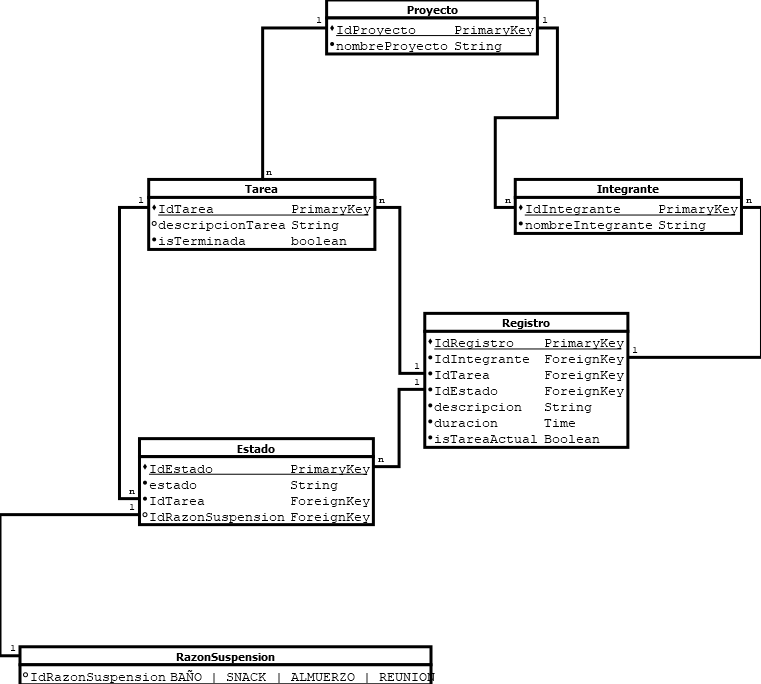 Proyecto
1 1
IdProyecto PrimaryKey
nombreProyecto String
n
Tarea
1 n
IdTarea PrimaryKey
descripcionTarea String
isTerminada boolean
Integrante
n n
IdIntegrante PrimaryKey
nombreIntegrante String
Registro
IdRegistro PrimaryKey
1
IdIntegrante ForeignKey
1
IdTarea ForeignKey
1
IdEstado ForeignKey
descripcion String
duracion Time
isTareaActual Boolean
Estado
n
IdEstado PrimaryKey
estado String
n
IdTarea ForeignKey
1
IdRazonSuspension ForeignKey
1
RazonSuspension
IdRazonSuspension BAÑO | SNACK | ALMUERZO | REUNION